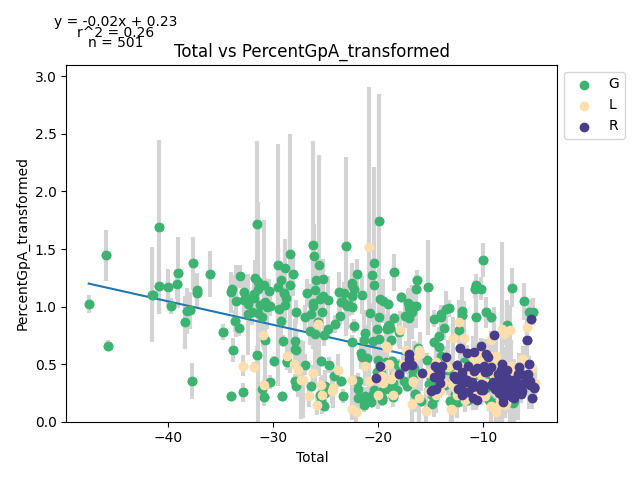 y = -0.02x + 0.23
r^2 = 0.26
n = 501
Total vs PercentGpA_transformed
G
L
R
PercentGpA_transformed
3.0
2.5
2.0
1.5
1.0
0.5
0.0
−40
−30
−20
−10
Total